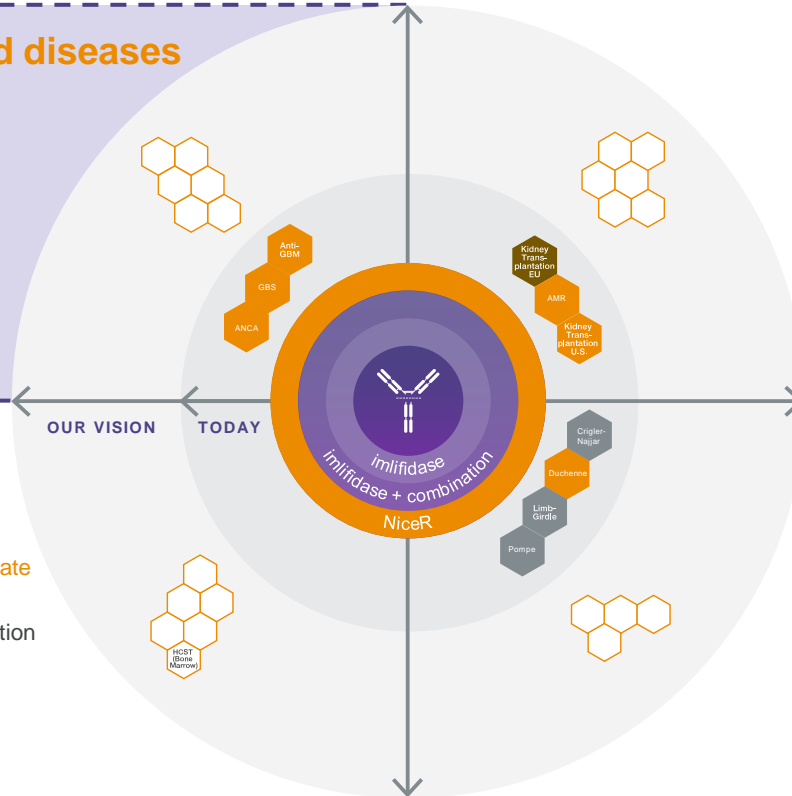 d diseases
Anti-
GBM
GBS
ANCA
Kidney
Trans-
plantation
EU
AMR
Kidney
Trans-
plantation
U.S.
OUR VISION
TODAY
imlifidase
imlifidase + combination
NiceR
Crigler-
Najjar
Duchenne
Limb-
Girdle
Pompe
ate
tion
HCST
(Bone
Marrow)